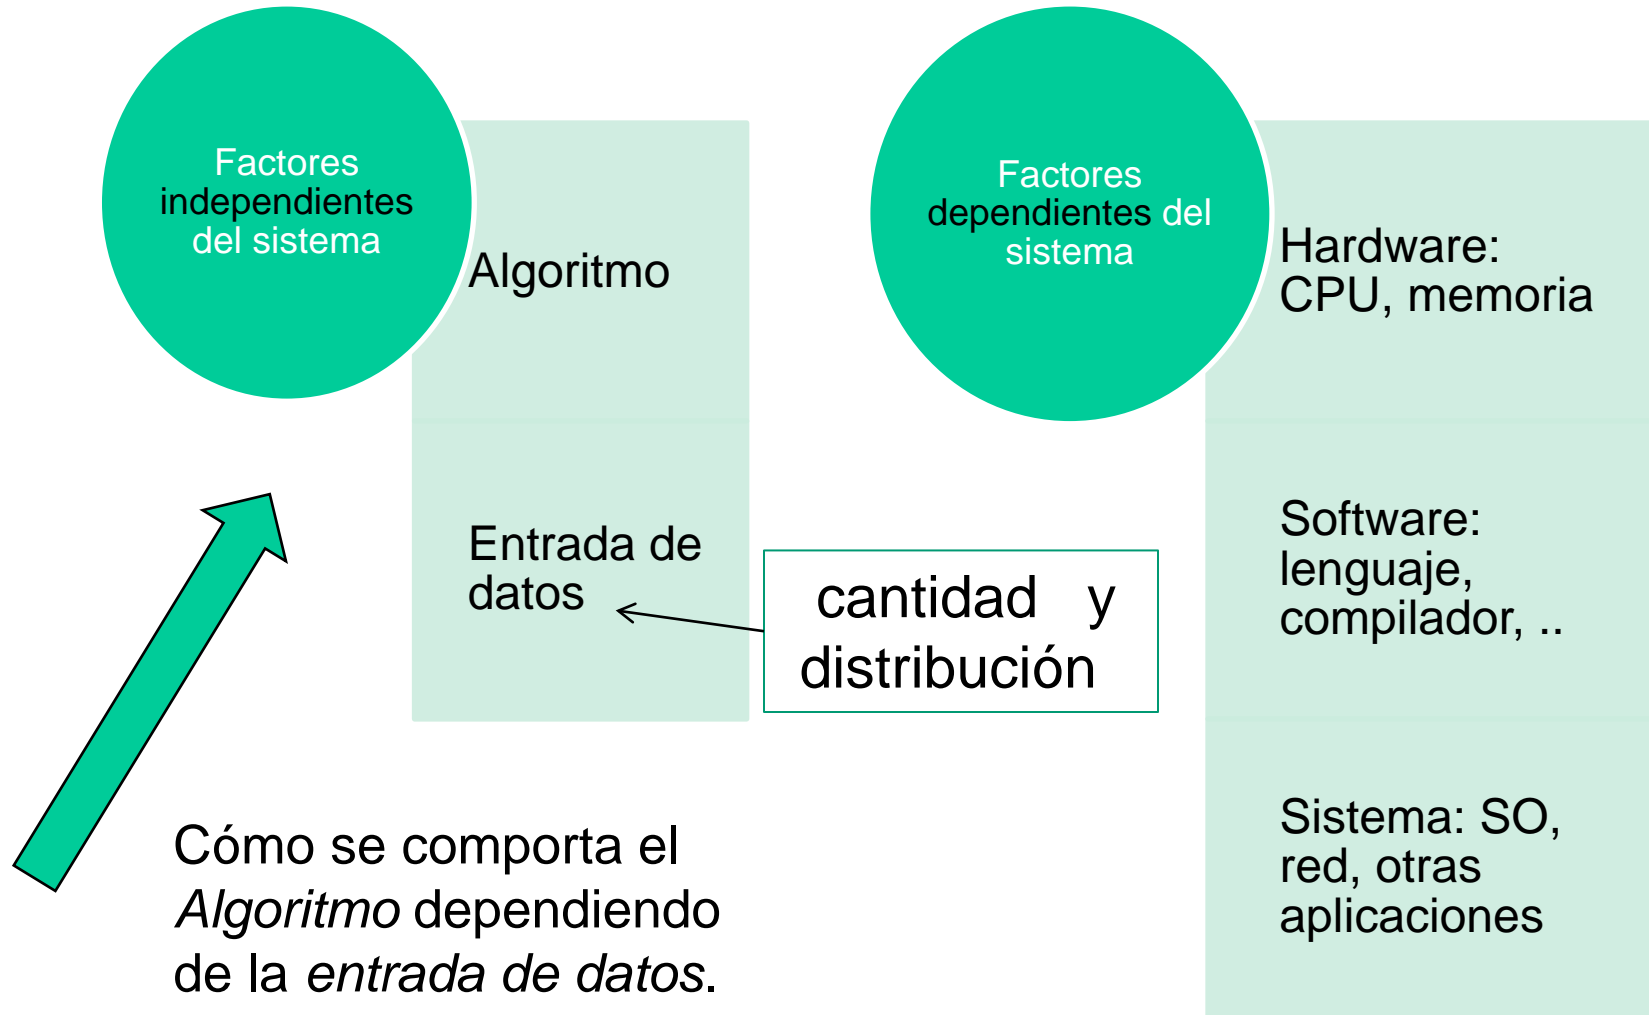 Factores
independientes
del sistema
Algoritmo
Entrada de
datos
cantidad y
distribución
Cómo se comporta el
Algoritmo dependiendo
de la entrada de datos.
Factores
dependientes del
sistema
Hardware:
CPU, memoria
Software:
lenguaje,
compilador, ..
Sistema: SO,
red, otras
aplicaciones